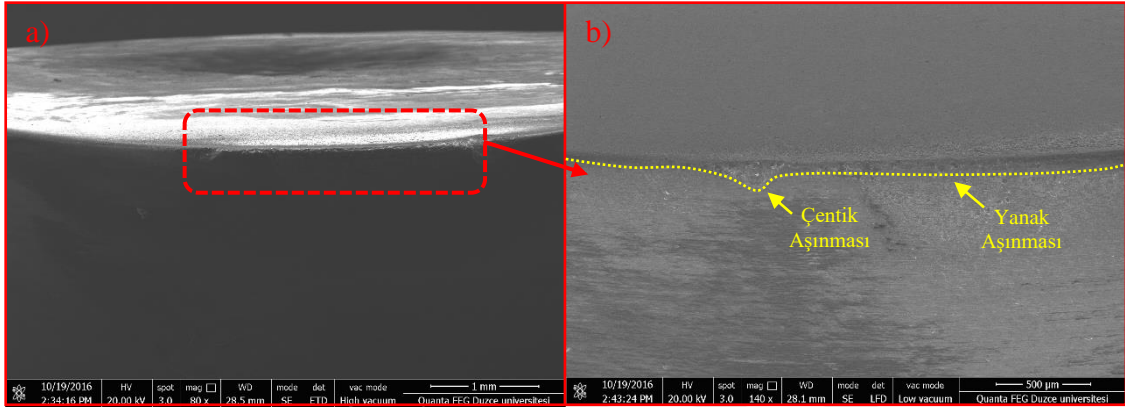 a)
b)
Çentik
Aşınması
Yanak
Aşınması
10/19/2016 HV spot mag □ WD mode det vac mode 1 mm
2:34:16 PM 20.00 kV 3.0 80 x 28.5 mm SE ETD High vacuum Quanta FEG Duzce universitesi
10/19/2016 HV spot mag □ WD mode det vac mode 500 µm
2:43:24 PM 20.00 kV 3.0 140 x 28.1 mm SE LFD Low vacuum Quanta FEG Duzce universitesi